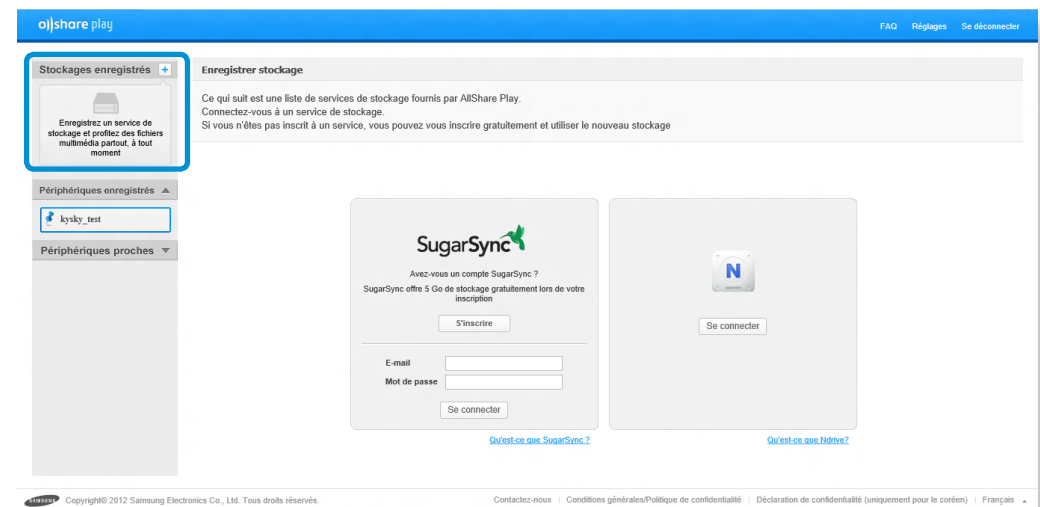 allshare play
FAQ Réglages Se déconnecter
Stockages enregistrés +
Enregistrez un service de
stockage et profitez des fichiers
multimédia partout, à tout
moment
Périphériques enregistrés
kysky_test
Périphériques proches
Enregistrer stockage
Ce qui suit est une liste de services de stockage fournis par AllShare Play.
Connectez-vous à un service de stockage.
Si vous n'êtes pas inscrit à un service, vous pouvez vous inscrire gratuitement et utiliser le nouveau stockage
SugarSync
Avez-vous un compte SugarSync ?
SugarSync offre 5 Go de stockage gratuitement lors de votre
inscription
S'inscrire
E-mail
Mot de passe
Se connecter
Qu'est-ce que SugarSync ?
N
Se connecter
Qu'est-ce que Ndrive?
SAMSUNG Copyright© 2012 Samsung Electronics Co., Ltd. Tous droits réservés.
Contactez-nous | Conditions générales/Politique de confidentialité | Déclaration de confidentialité (uniquement pour le coréen) | Français